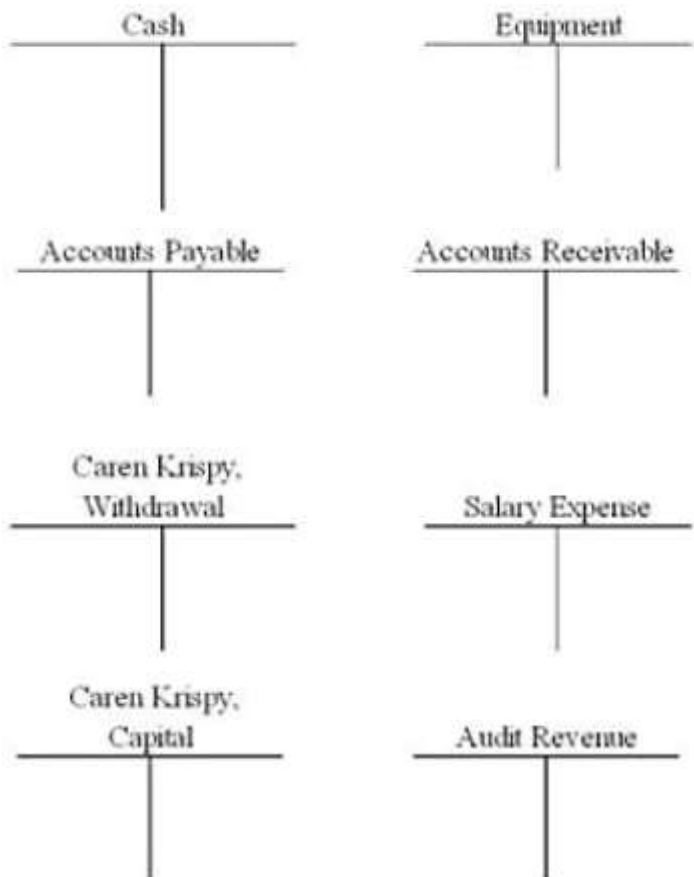 Cash
Equipment
Accounts Payable
Accounts Receivable
Caren Krispy,
Withdrawal
Salary Expense
Caren Krispy,
Capital
Audit Revenue